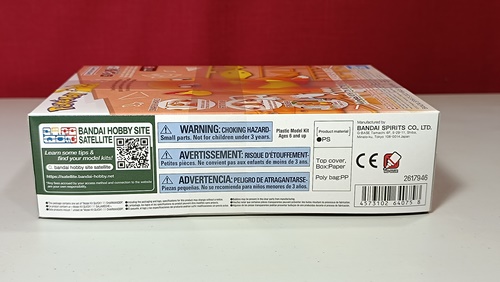 BANDAI HOBBY SITE
SATELLITE
Learn some tips &
find your model kits!
bandai hobby site satellite
https://satellite.bandai-hobby.net
WARNING: CHOKING HAZARD-
Small parts. Not for children under 3 years.
AVERTISSEMENT: RISQUE D'ÉTOUFFEMENT-
Petites pièces. Ne convient pas aux enfants de moins de 3 ans.
ADVERTENCIA: PELIGRO DE ATRAGANTARSE-
Piezas pequeñas. No se recomienda para niños menores de 3 años.
Plastic Model Kit
Ages 6 and up
Product material
●PS
Top cover,
Box:Paper
Poly bag:PP
Manufactured by
BANDAI SPIRITS CO., LTD.
CE
2617946
4573102 640758